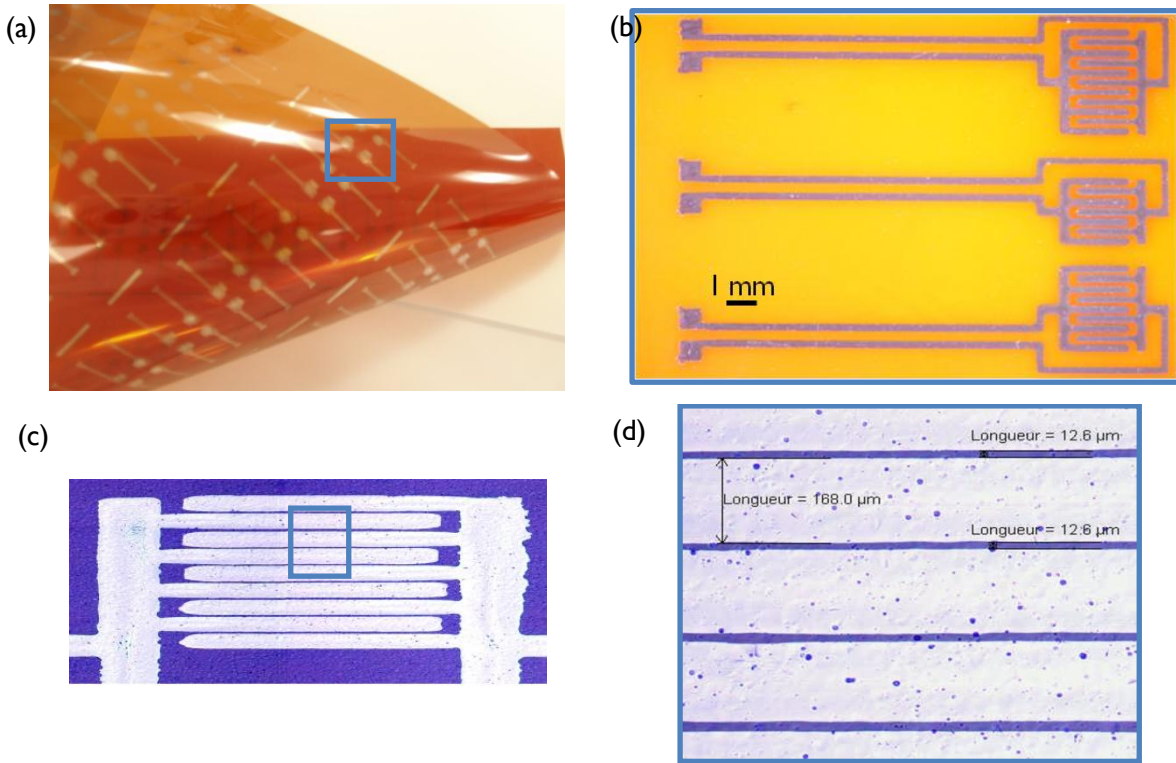 (a)
(b)
1 mm
(c)
(d)
Longueur = 12.6 µm
Longueur = 168.0 µm
Longueur = 12.6 µm